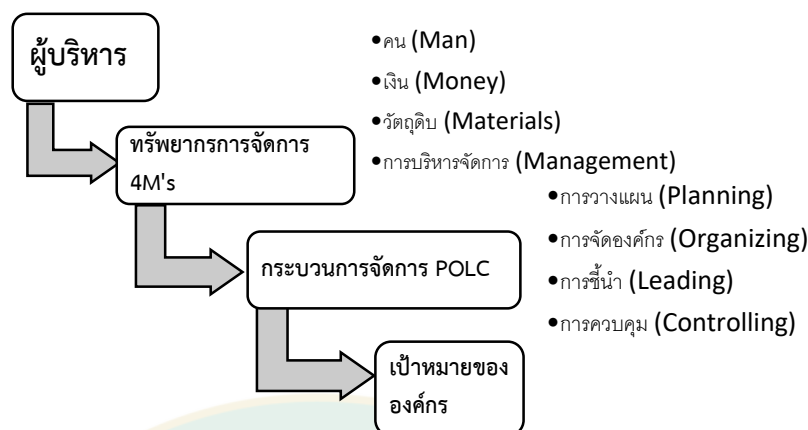 ผู้บริหาร
•คน (Man)
•เงิน (Money)
•วัตถุดิบ (Materials)
•การบริหารจัดการ (Management)
ทรัพยากรการจัดการ
4M's
•การวางแผน (Planning)
•การจัดองค์กร (Organizing)
•การชี้นำ (Leading)
•การควบคุม (Controlling)
กระบวนการจัดการ POLC
เป้าหมายของ
องค์กร